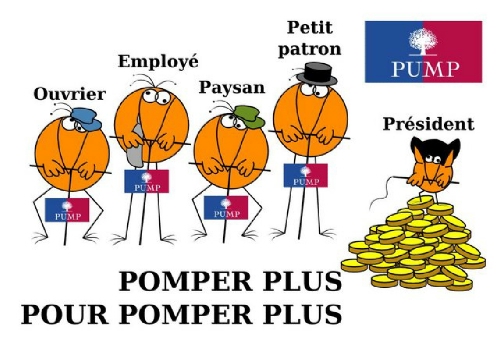 Petit
patron
PUMP
Employé
Ouvrier
Paysan
Président
PUMP
PUMP
PUMP
PUMP
POMPER PLUS
POUR POMPER PLUS